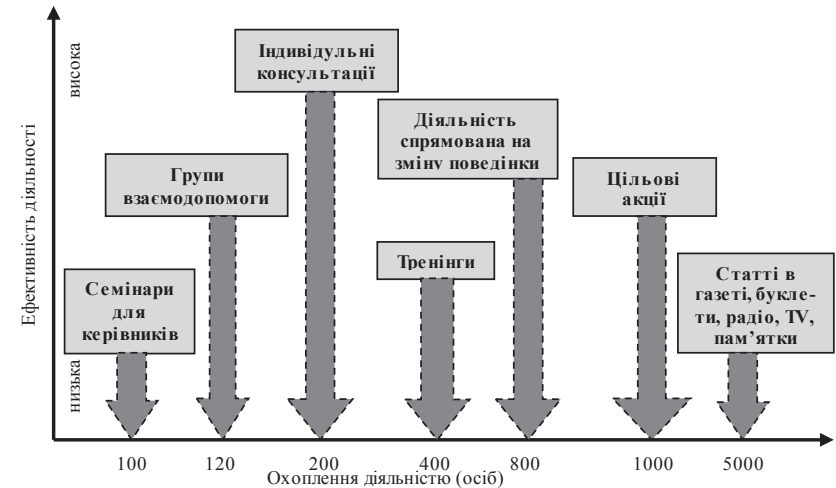 Ефективність діяльності
висока
низька
Індивідульні
консультації
Діяльність
спрямована на
зміну поведінки
Групи
взаємодопомоги
Цільові
акції
Тренінги
Семінари
для
керівників
Статті в
газеті, букле-
ти, радіо, TV,
пам’ятки
100
120
200
400
800
1000
5000
Охоплення діяльністю (осіб)